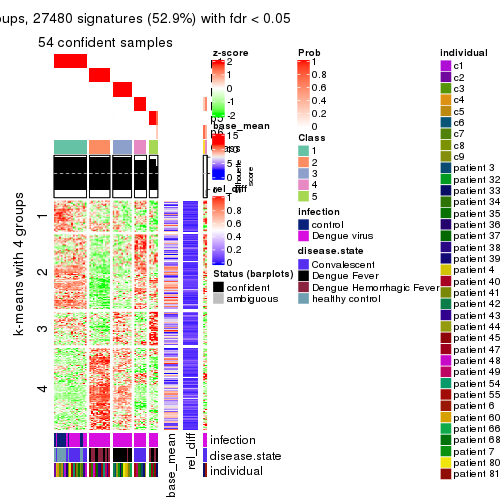 oups, 27480 signatures (52.9%) with fdr < 0.05
54 confident samples
k-means with 4 groups
1
2
3
4
base_mean
rel_diff
infection
disease.state
individual
z-score
2
1
0
-1
-2
base_mean
15
10
5
0
rel_diff
1
0.8
0.6
0.4
0.2
0
silhouette
score
Status (barplots)
confident
ambiguous
Prob
1
0.8
0.6
0.4
0.2
0
Class
1
2
3
4
5
infection
control
Dengue virus
disease.state
Convalescent
Dengue Fever
Dengue Hemorrhagic Fever
healthy control
individual
c1
c2
c3
c4
c5
c6
c7
c8
c9
patient 3
patient 32
patient 33
patient 34
patient 35
patient 36
patient 37
patient 38
patient 39
patient 4
patient 40
patient 41
patient 42
patient 43
patient 44
patient 45
patient 47
patient 48
patient 49
patient 54
patient 55
patient 6
patient 60
patient 66
patient 68
patient 7
patient 80
patient 81